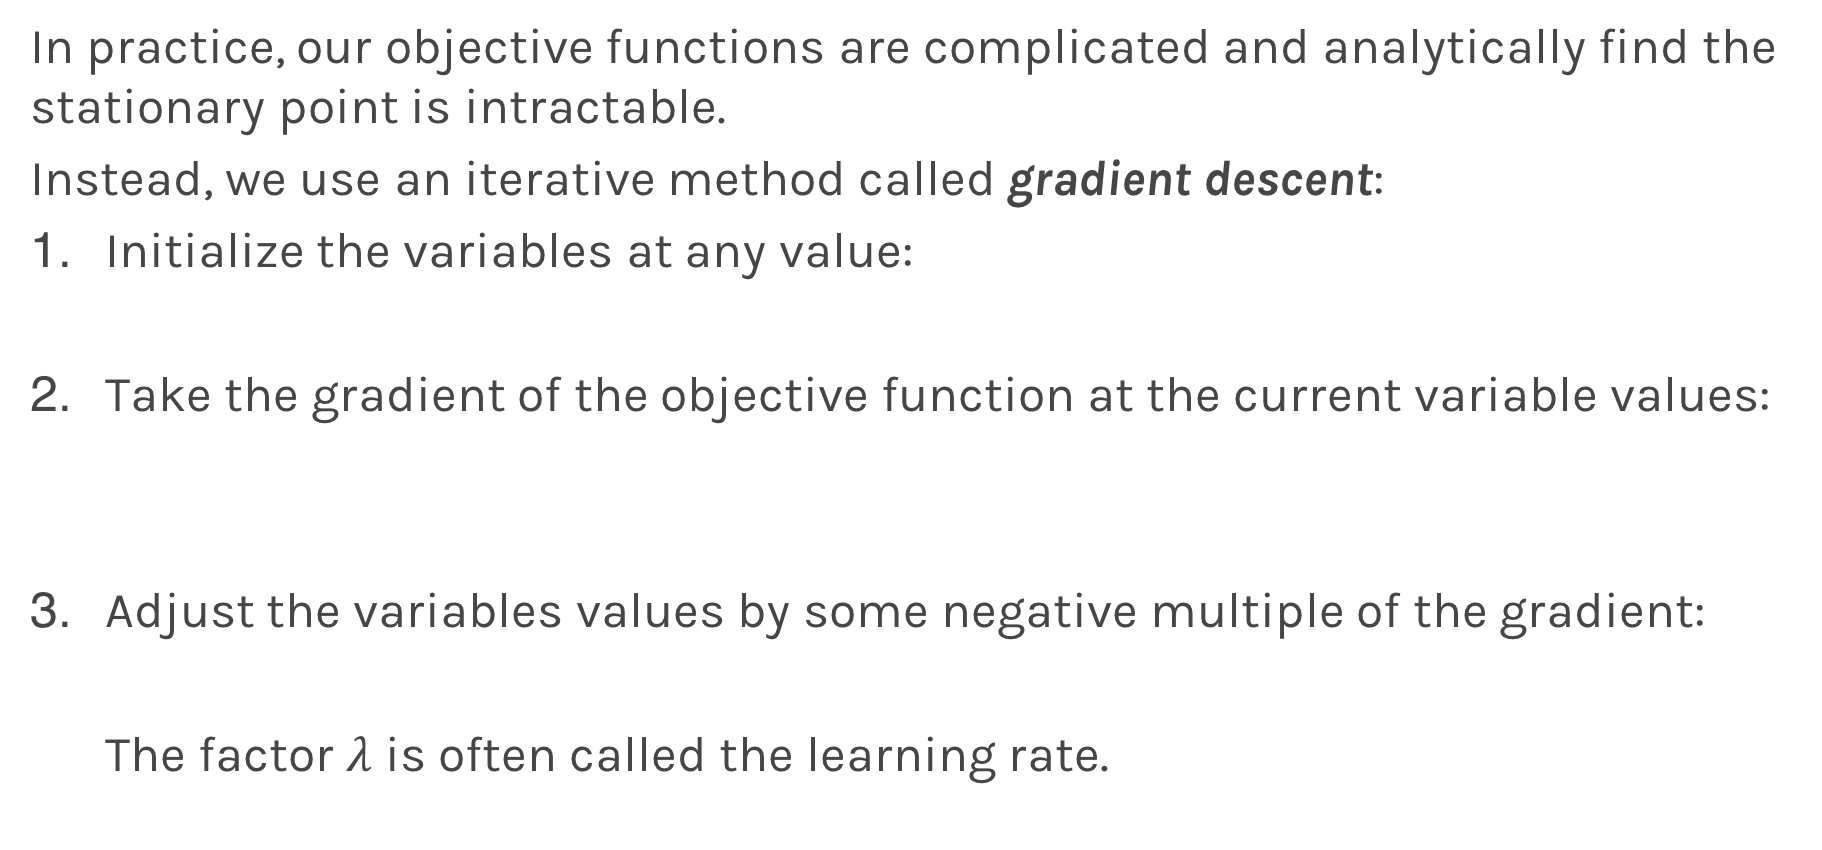 In practice, our objective functions are complicated and analytically find the
stationary point is intractable.
Instead, we use an iterative method called gradient descent:
1. Initialize the variables at any value:
2. Take the gradient of the objective function at the current variable values:
3. Adjust the variables values by some negative multiple of the gradient:
The factor λ is often called the learning rate.